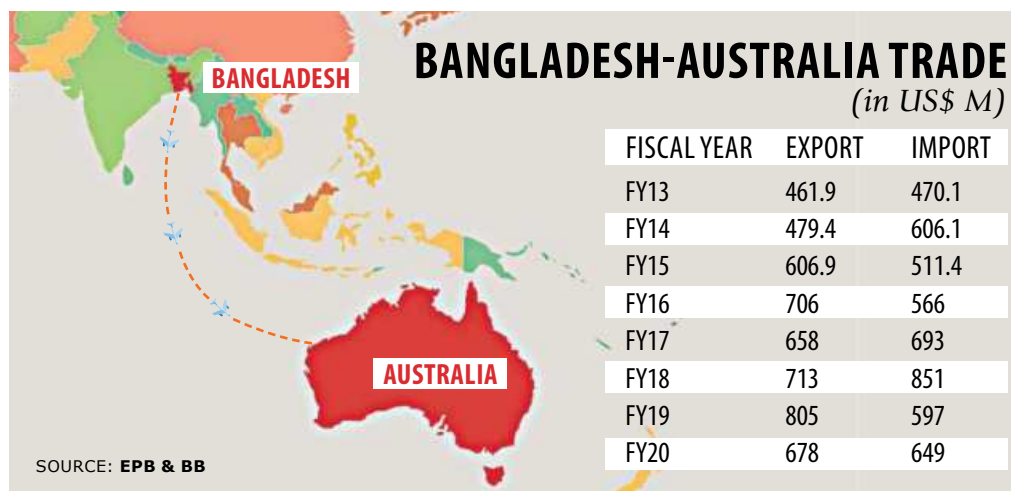 BANGLADESH-AUSTRALIA TRADE
(in US$ M)
BANGLADESH
FISCAL YEAR EXPORT IMPORT
FY13 461.9 470.1
FY14 479.4 606.1
FY15 606.9 511.4
FY16 706 566
FY17 658 693
FY18 713 851
FY19 805 597
FY20 678 649
AUSTRALIA
SOURCE: EPB & BB